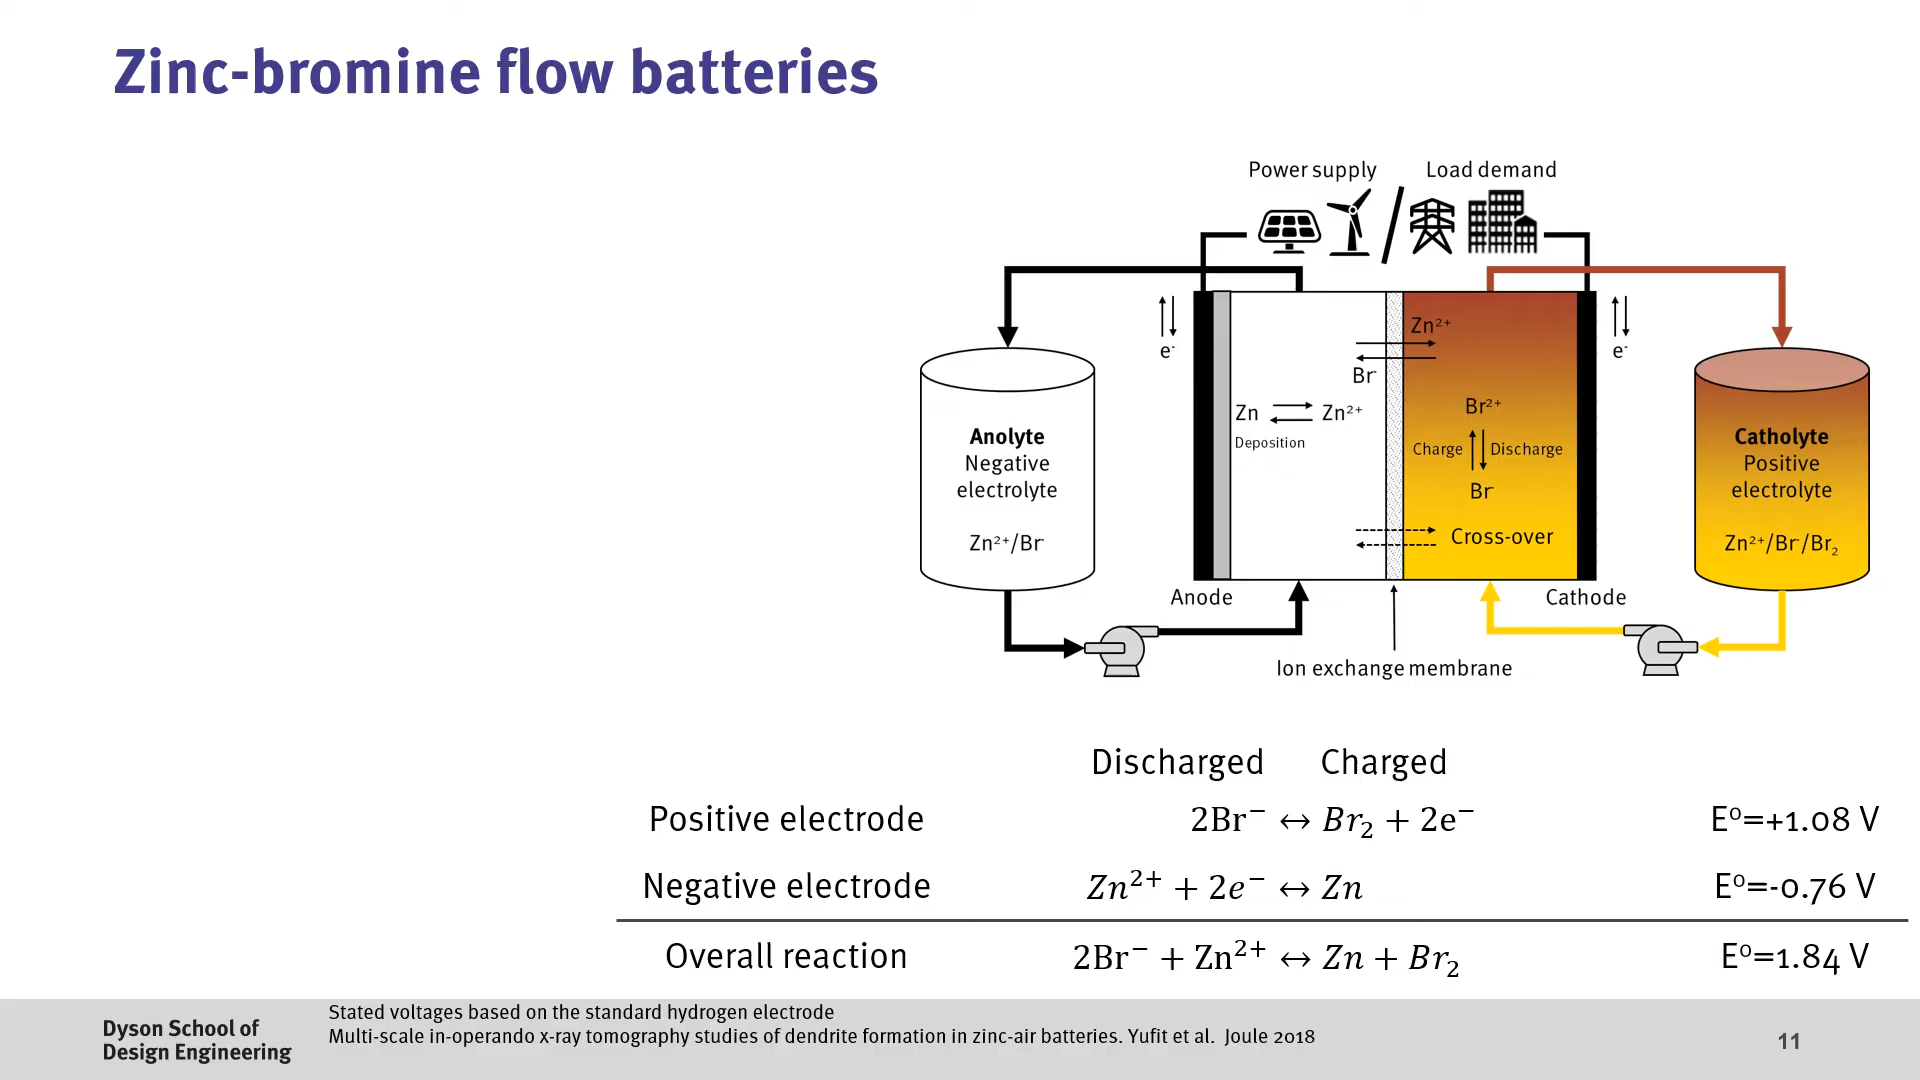 Zinc-bromine flow batteries
Power supply
Load demand
e-
Zn²⁺
e-
Br-
Zn
Zn²⁺
Deposition
Br²⁺
Charge
Discharge
Br-
Cross-over
Anolyte
Negative
electrolyte
Zn²⁺/Br-
Catholyte
Positive
electrolyte
Zn²⁺/Br-/Br₂
Anode
Cathode
Ion exchange membrane
Discharged Charged
Positive electrode 2Br⁻ ↔ Br₂ + 2e⁻ E⁰=+1.08 V
Negative electrode Zn²⁺ + 2e⁻ ↔ Zn E⁰=-0.76 V
Overall reaction 2Br⁻ + Zn²⁺ ↔ Zn + Br₂ E⁰=1.84 V
Stated voltages based on the standard hydrogen electrode
Multi-scale in-operando x-ray tomography studies of dendrite formation in zinc-air batteries. Yufit et al. Joule 2018
Dyson School of
Design Engineering
11